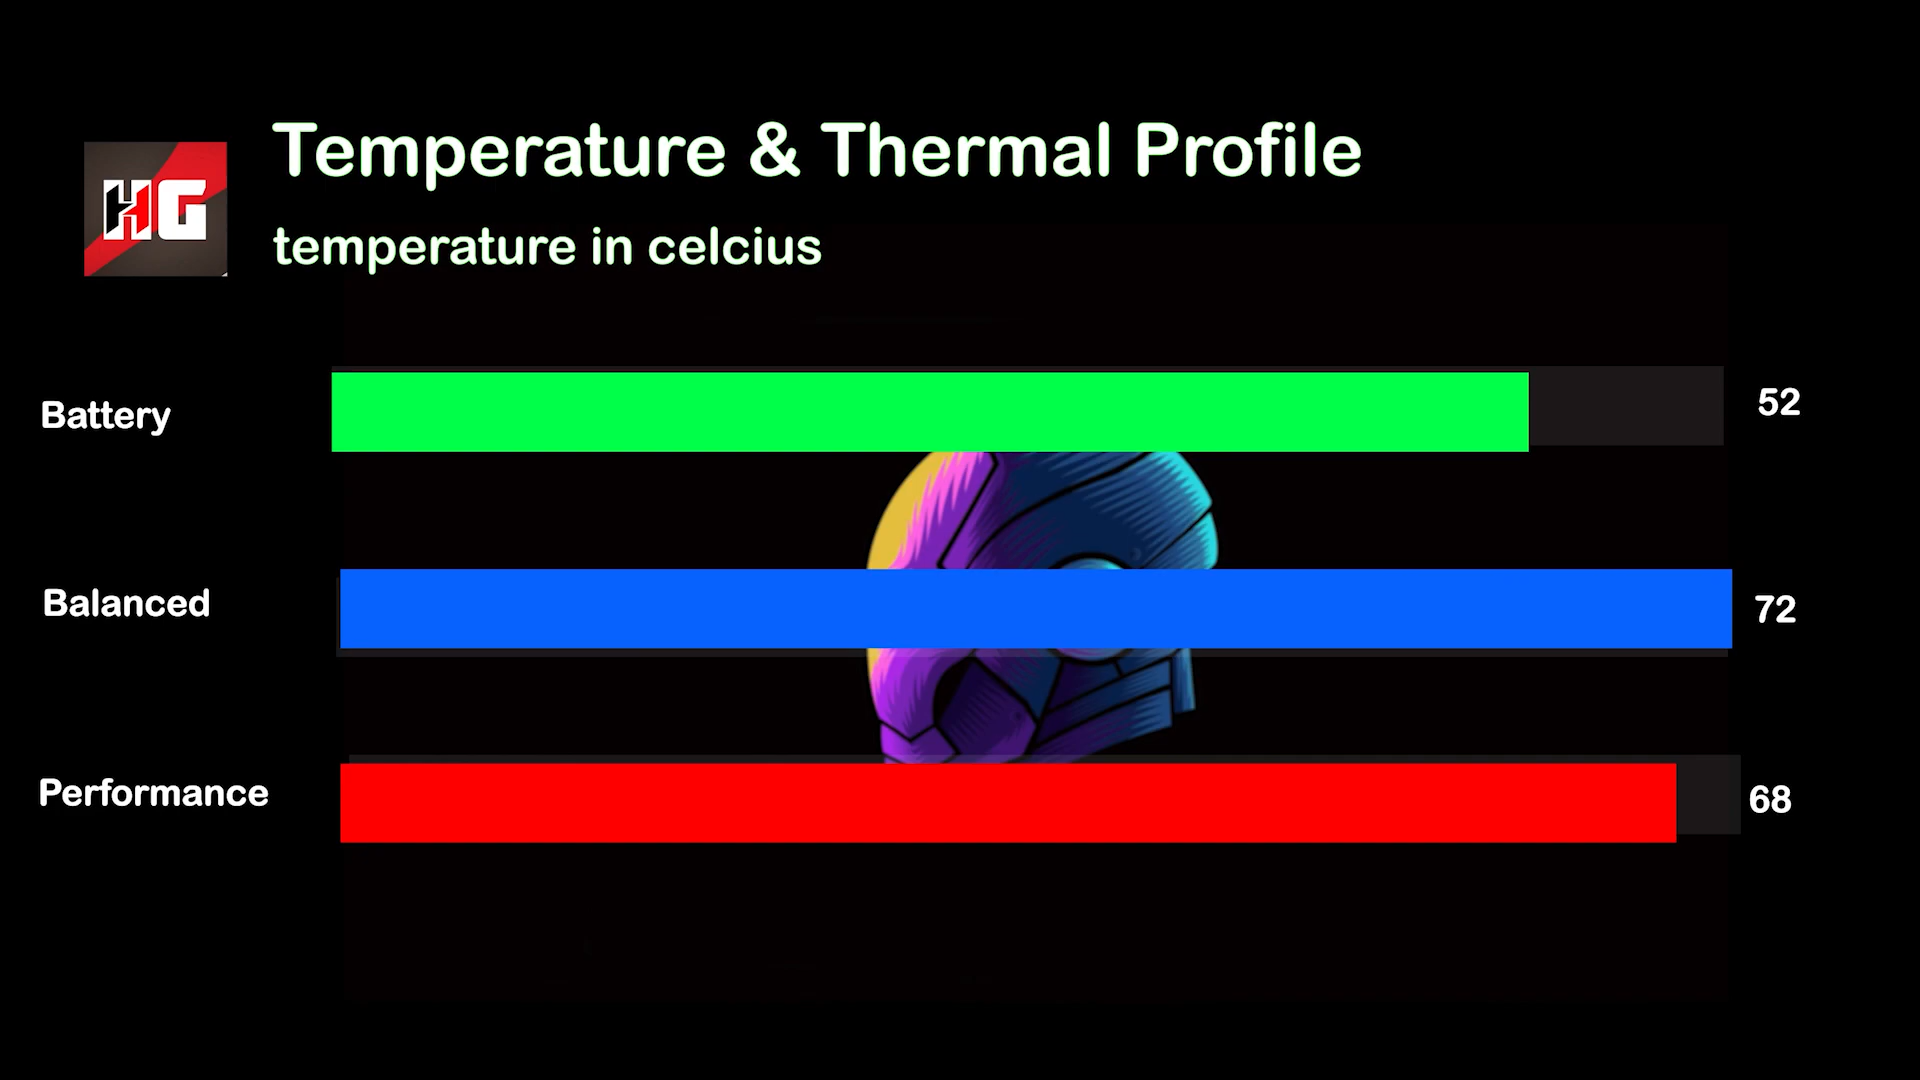 HG
Temperature & Thermal Profile
temperature in celcius
Battery
52
Balanced
72
Performance
68